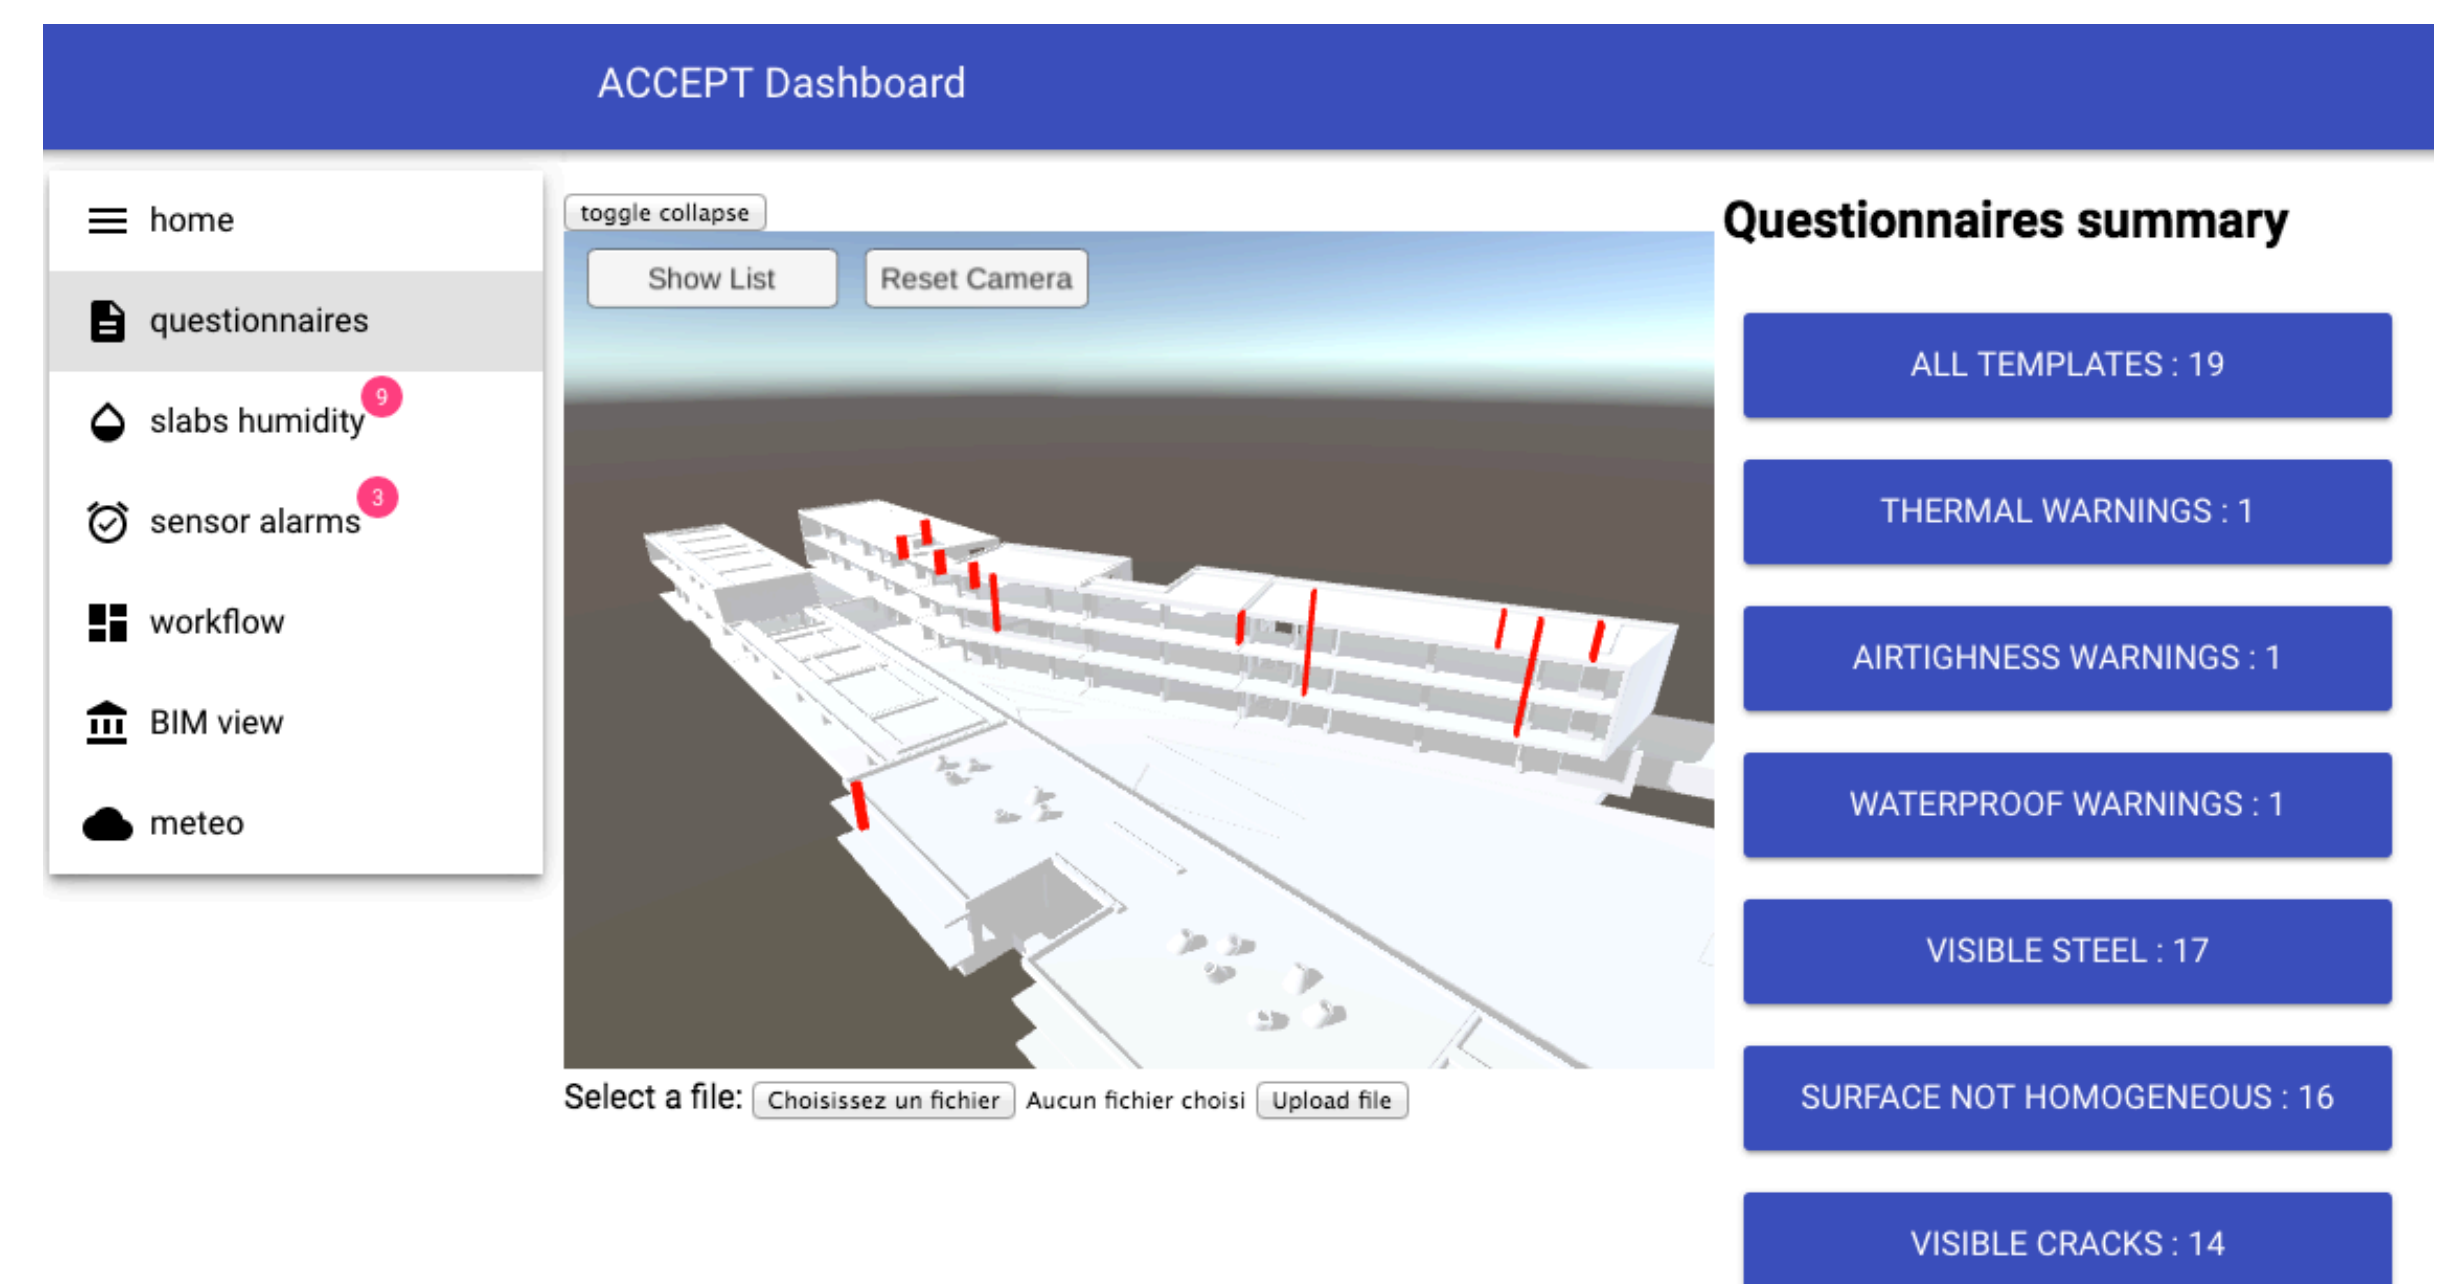 ACCEPT Dashboard
home
questionnaires
slabs humidity 9
sensor alarms 3
workflow
BIM view
meteo
toggle collapse
Show List
Reset Camera
Select a file: Choisissez un fichier Aucun fichier choisi Upload file
Questionnaires summary
ALL TEMPLATES : 19
THERMAL WARNINGS : 1
AIRTIGHNESS WARNINGS : 1
WATERPROOF WARNINGS : 1
VISIBLE STEEL : 17
SURFACE NOT HOMOGENEOUS : 16
VISIBLE CRACKS : 14